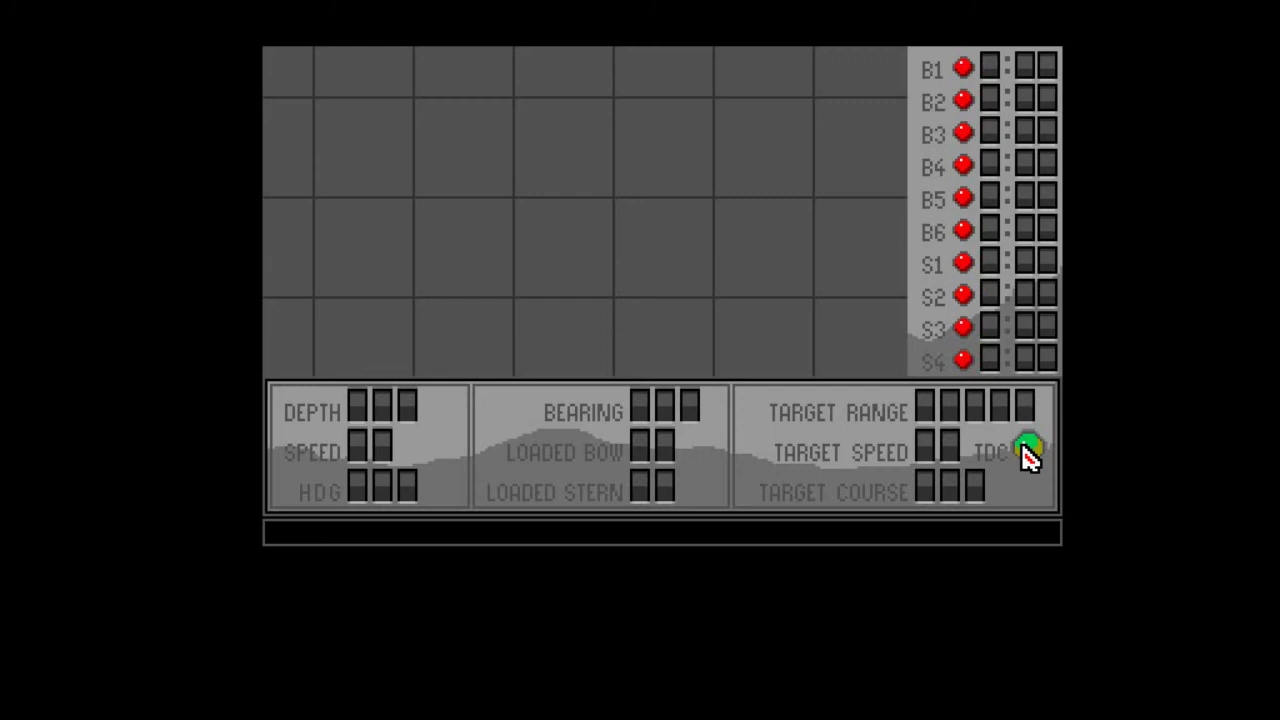 B1 :
B2 :
B3 :
B4 :
B5 :
B6 :
S1 :
S2 :
S3 :
S4 :
DEPTH BEARING TARGET RANGE
SPEED LOADED BOW TARGET SPEED TDC
HDG LOADED STERN TARGET COURSE